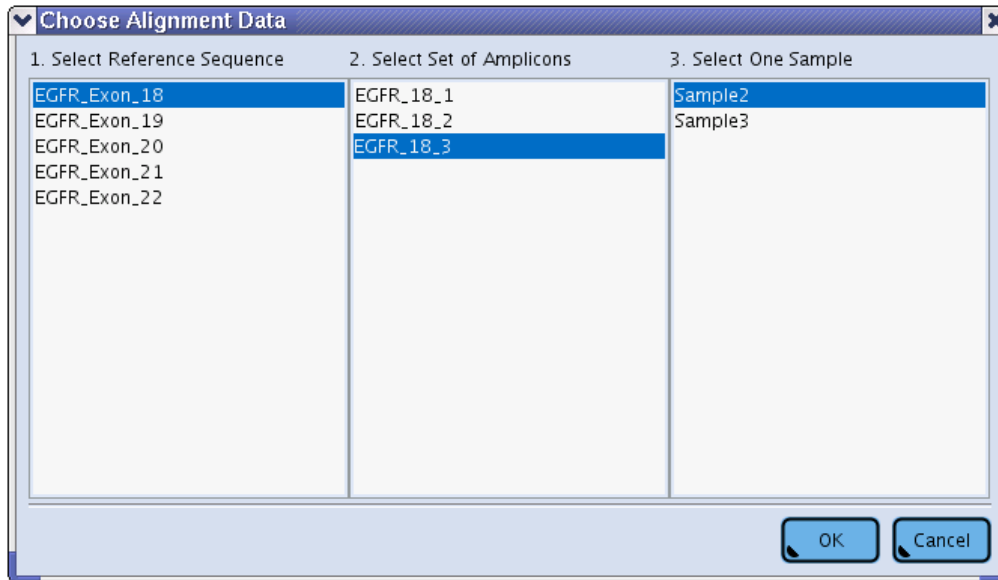 Choose Alignment Data
1. Select Reference Sequence
2. Select Set of Amplicons
3. Select One Sample
EGFR_Exon_18
EGFR_Exon_19
EGFR_Exon_20
EGFR_Exon_21
EGFR_Exon_22
EGFR_18_1
EGFR_18_2
EGFR_18_3
Sample2
Sample3
OK
Cancel